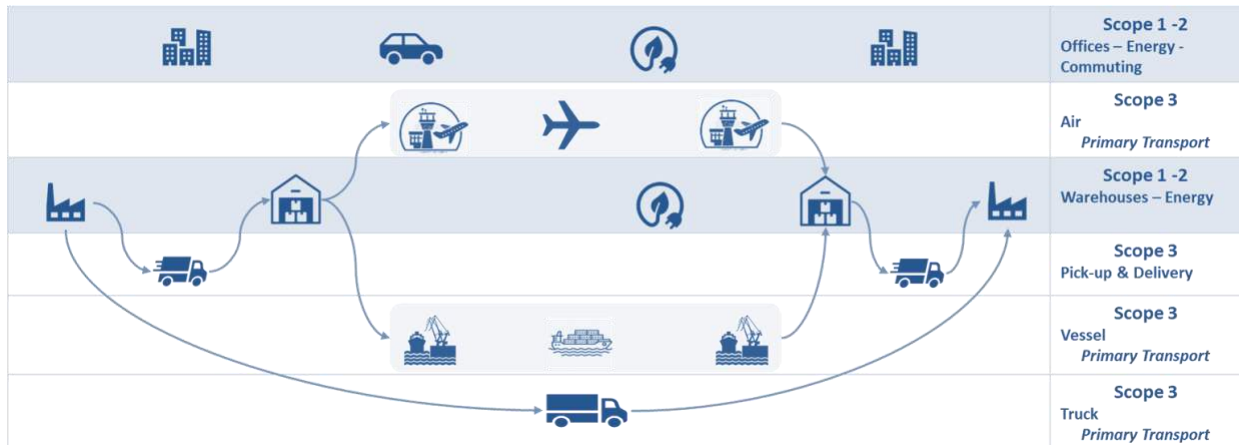 Scope 1 -2
Offices – Energy -
Commuting
Scope 3
Air
Primary Transport
Scope 1 -2
Warehouses – Energy
Scope 3
Pick-up & Delivery
Scope 3
Vessel
Primary Transport
Scope 3
Truck
Primary Transport